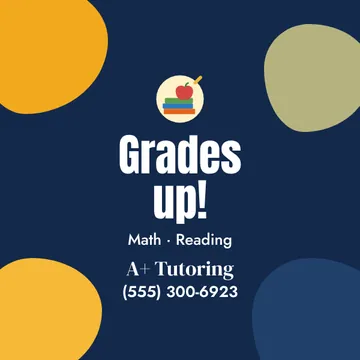 Grades
up!
Math · Reading
A+ Tutoring
(555) 300-6923